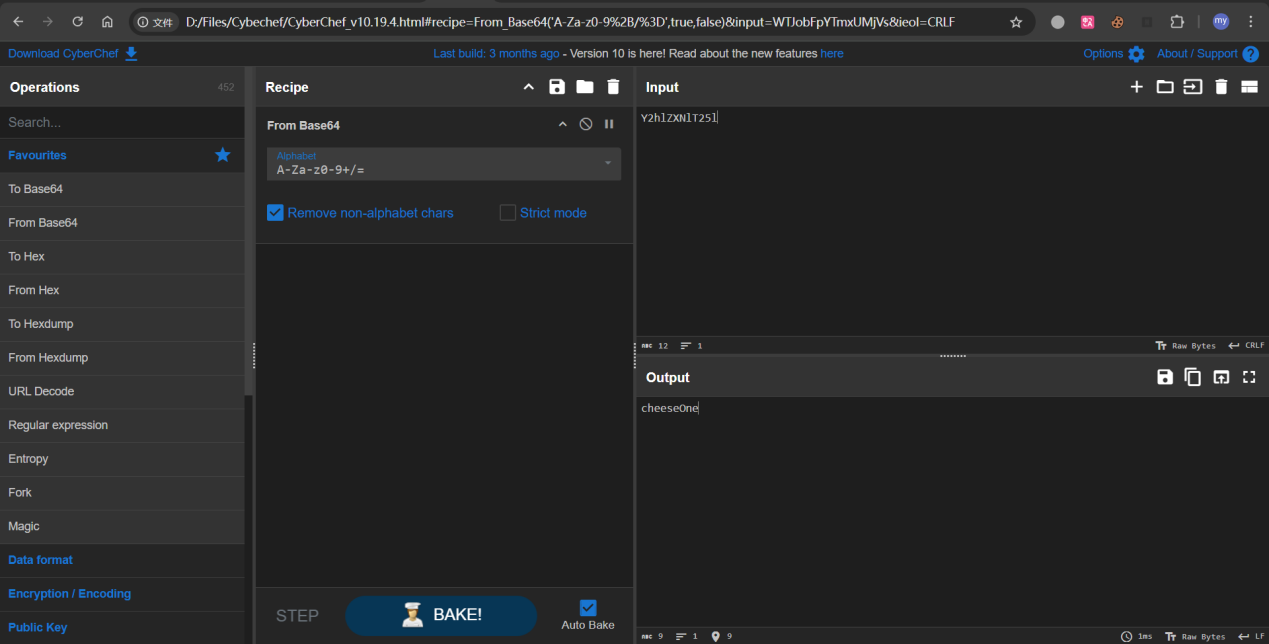 文件
D:/Files/Cybechef/CyberChef_v10.19.4.html#recipe=From_Base64('A-Za-z0-9%2B/%3D',true,false)&input=WTJobFpYTmxUMjVs&ieol=CRLF
my
Download CyberChef
Last build: 3 months ago - Version 10 is here! Read about the new features here
Options
About / Support
Operations
452
Search...
Favourites
To Base64
From Base64
To Hex
From Hex
To Hexdump
From Hexdump
URL Decode
Regular expression
Entropy
Fork
Magic
Data format
Encryption / Encoding
Public Key
Recipe
From Base64
Alphabet
A-Za-z0-9+/=
Remove non-alphabet chars
Strict mode
STEP
BAKE!
Auto Bake
Input
Y2hlZXNlT25l
ABC 12 1
Raw Bytes CRLF
Output
cheeseOne
ABC 9 1 9
1ms Raw Bytes LF